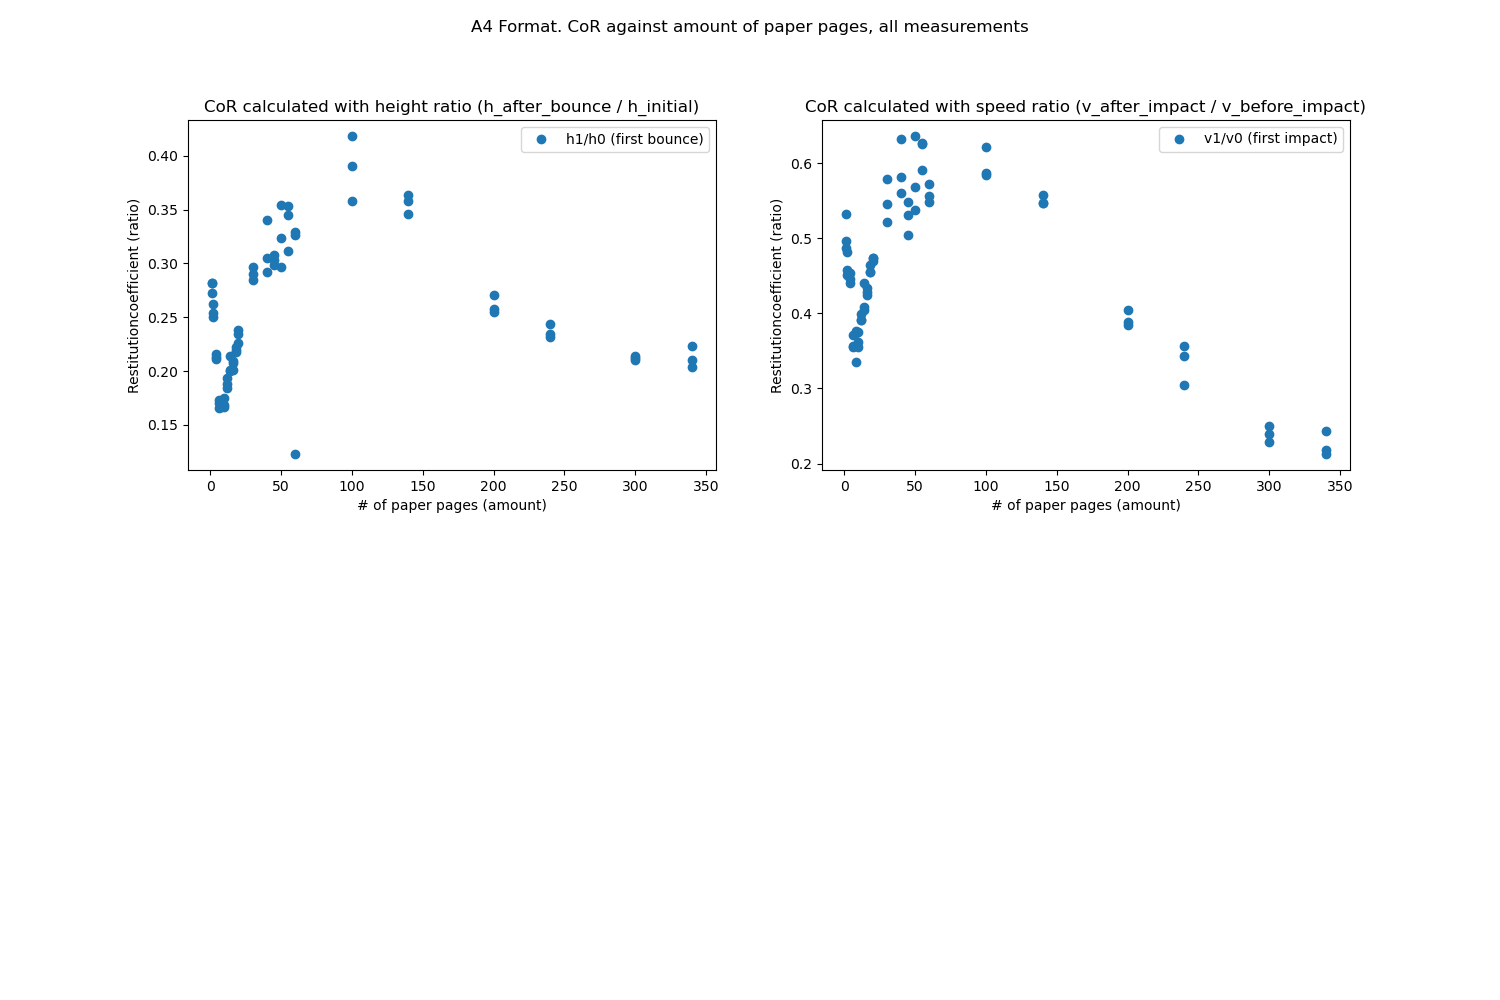 A4 Format. CoR against amount of paper pages, all measurements
CoR calculated with height ratio (h_after_bounce / h_initial)
h1/h0 (first bounce)
Restitutioncoefficient (ratio)
0.40
0.35
0.30
0.25
0.20
0.15
0 50 100 150 200 250 300 350
# of paper pages (amount)
CoR calculated with speed ratio (v_after_impact / v_before_impact)
v1/v0 (first impact)
Restitutioncoefficient (ratio)
0.6
0.5
0.4
0.3
0.2
0 50 100 150 200 250 300 350
# of paper pages (amount)